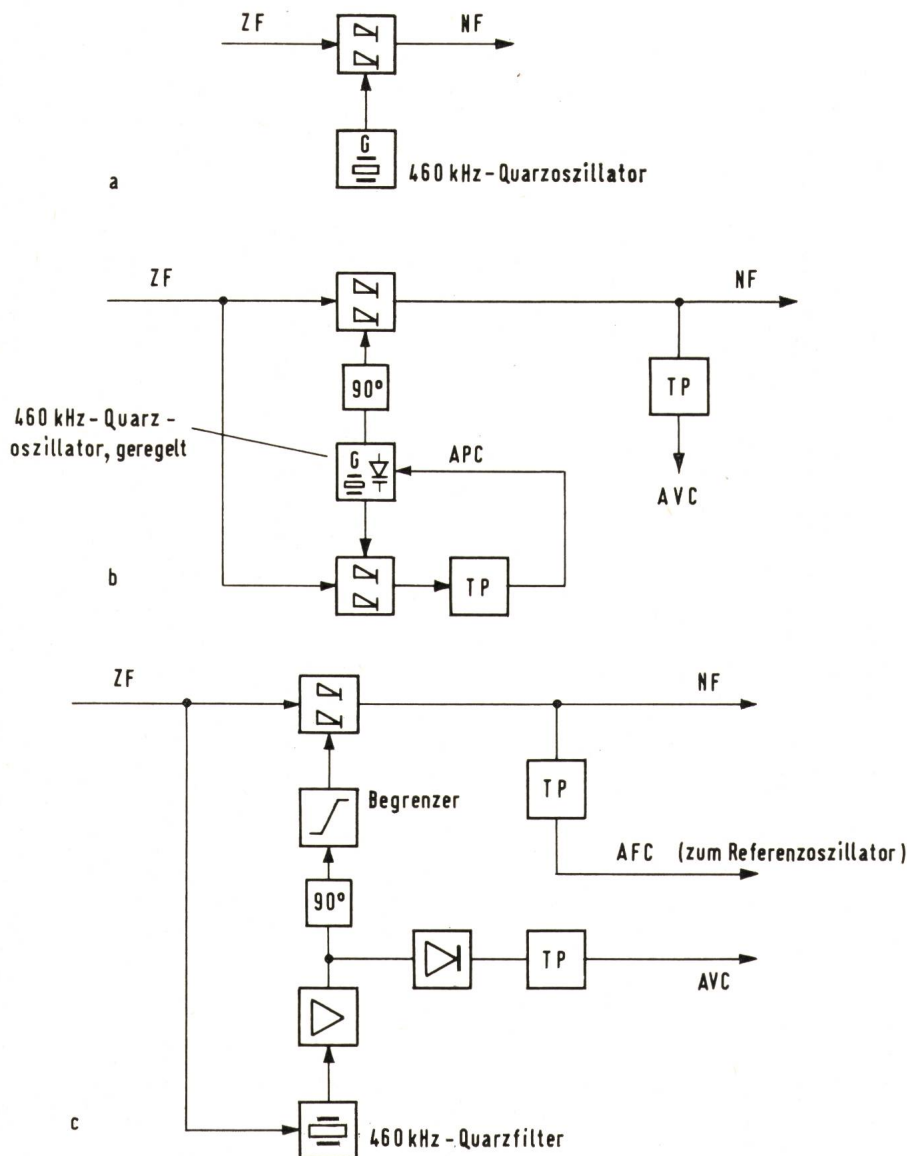 ZF
NF
G
460 kHz-Quarzoszillator
a
ZF
NF
90°
TP
460 kHz-Quarz-
oszillator, geregelt
G
APC
AVC
TP
b
ZF
NF
TP
Begrenzer
AFC (zum Referenzoszillator)
90°
TP
AVC
c
460 kHz-Quarzfilter